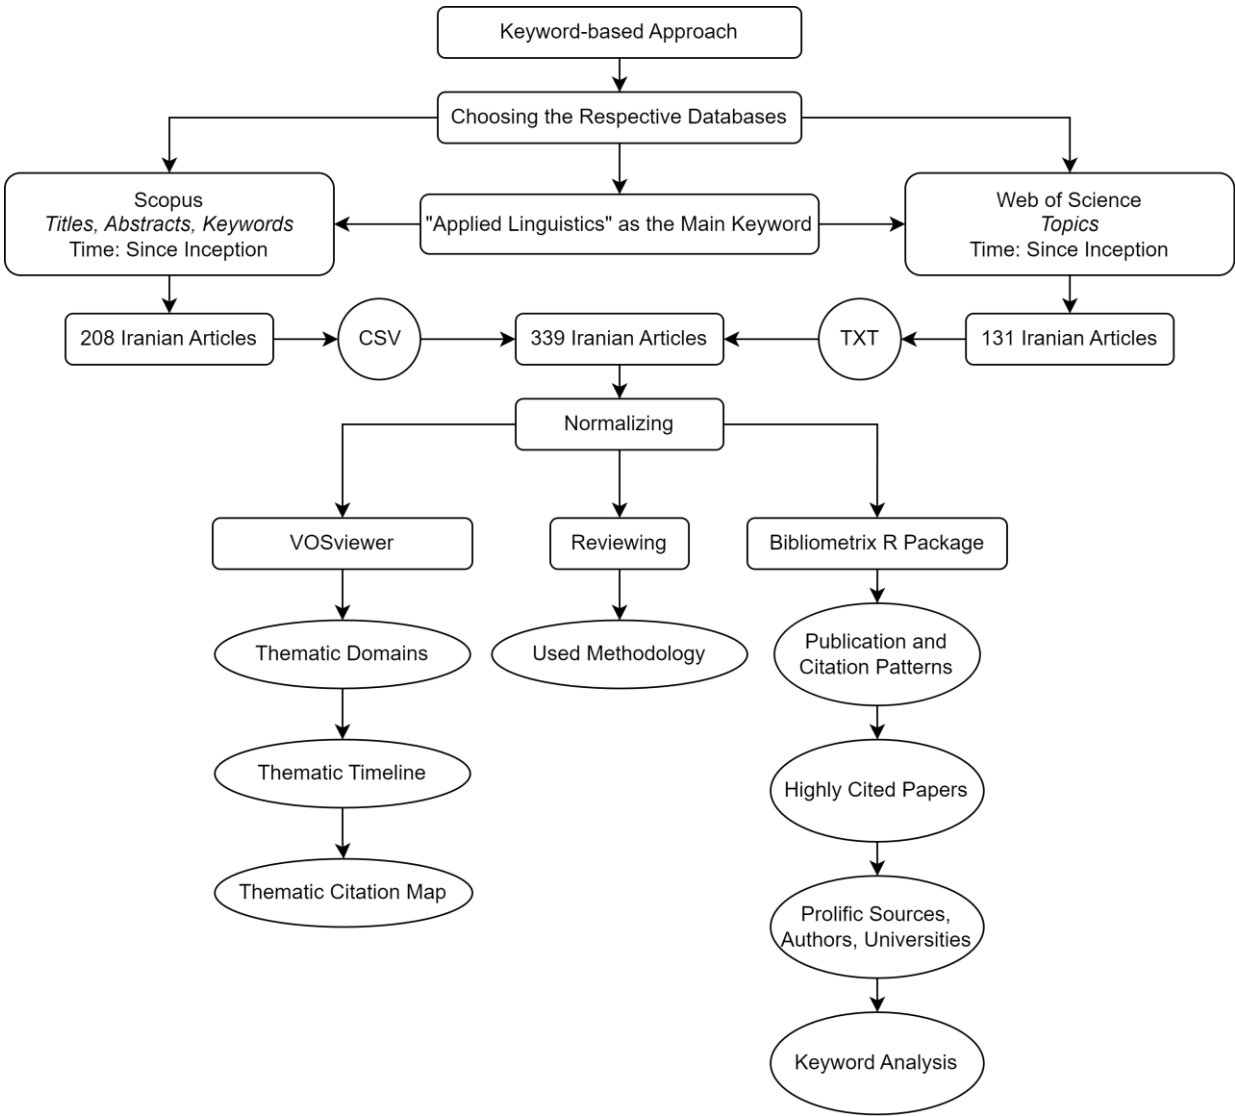 Keyword-based Approach
Choosing the Respective Databases
Scopus
Titles, Abstracts, Keywords
Time: Since Inception
"Applied Linguistics" as the Main Keyword
Web of Science
Topics
Time: Since Inception
208 Iranian Articles
CSV
339 Iranian Articles
TXT
131 Iranian Articles
Normalizing
VOSviewer
Reviewing
Bibliometrix R Package
Thematic Domains
Used Methodology
Publication and
Citation Patterns
Thematic Timeline
Highly Cited Papers
Thematic Citation Map
Prolific Sources,
Authors, Universities
Keyword Analysis